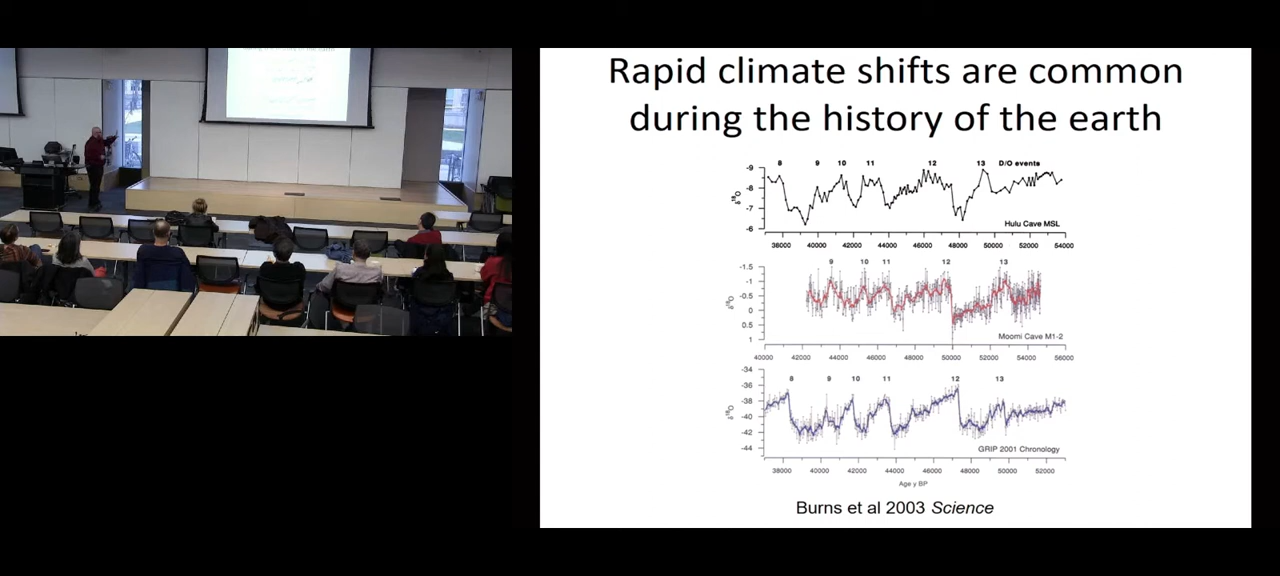 Rapid climate shifts are common
during the history of the earth
8 9 10 11 12 13 D/O events
-9
-8
-7
-6
δ18O
Hulu Cave MSL
38000 40000 42000 44000 46000 48000 50000 52000 54000
9 10 11 12 13
-1.5
-1
-0.5
0
0.5
1
δ18O
Moomi Cave M1-2
40000 42000 44000 46000 48000 50000 52000 54000 56000
8 9 10 11 12 13
-34
-36
-38
-40
-42
-44
δ18O
GRIP 2001 Chronology
38000 40000 42000 44000 46000 48000 50000 52000
Age y BP
Burns et al 2003 Science